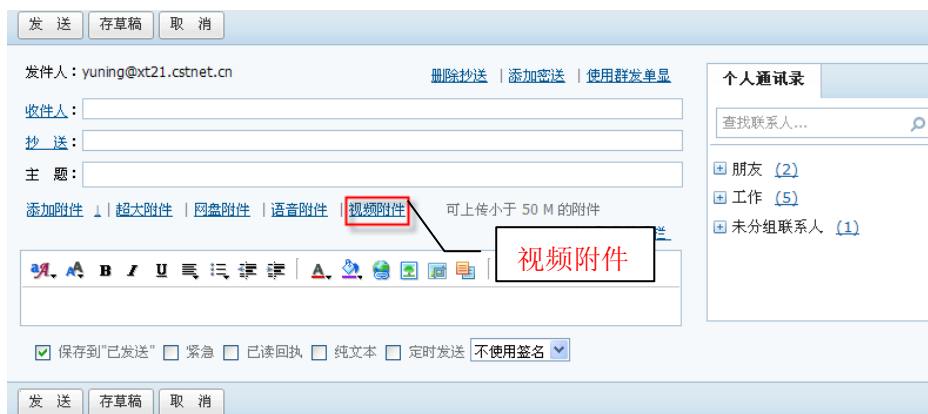 发 送 存草稿 取 消
发件人：yuning@xt21.cstnet.cn 删除抄送 | 添加密送 | 使用群发单显
收件人：
抄 送：
主 题：
添加附件 ↓ | 超大附件 | 网盘附件 | 语音附件 | 视频附件 可上传小于 50 M 的附件
视频附件
B I U A
保存到"已发送" 紧急 已读回执 纯文本 定时发送 不使用签名
发 送 存草稿 取 消
个人通讯录
查找联系人...
朋友 (2)
工作 (5)
未分组联系人 (1)